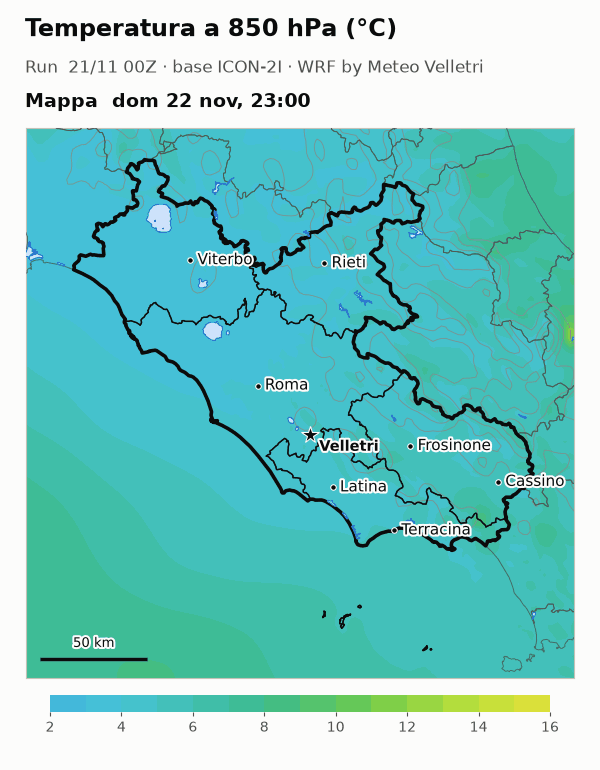 Temperatura a 850 hPa (°C)
Run  21/11 00Z · base ICON-2I · WRF by Meteo Velletri
Mappa  dom 22 nov, 23:00
Viterbo
Rieti
Roma
Velletri
Frosinone
Cassino
Latina
Terracina
50 km
2 4 6 8 10 12 14 16